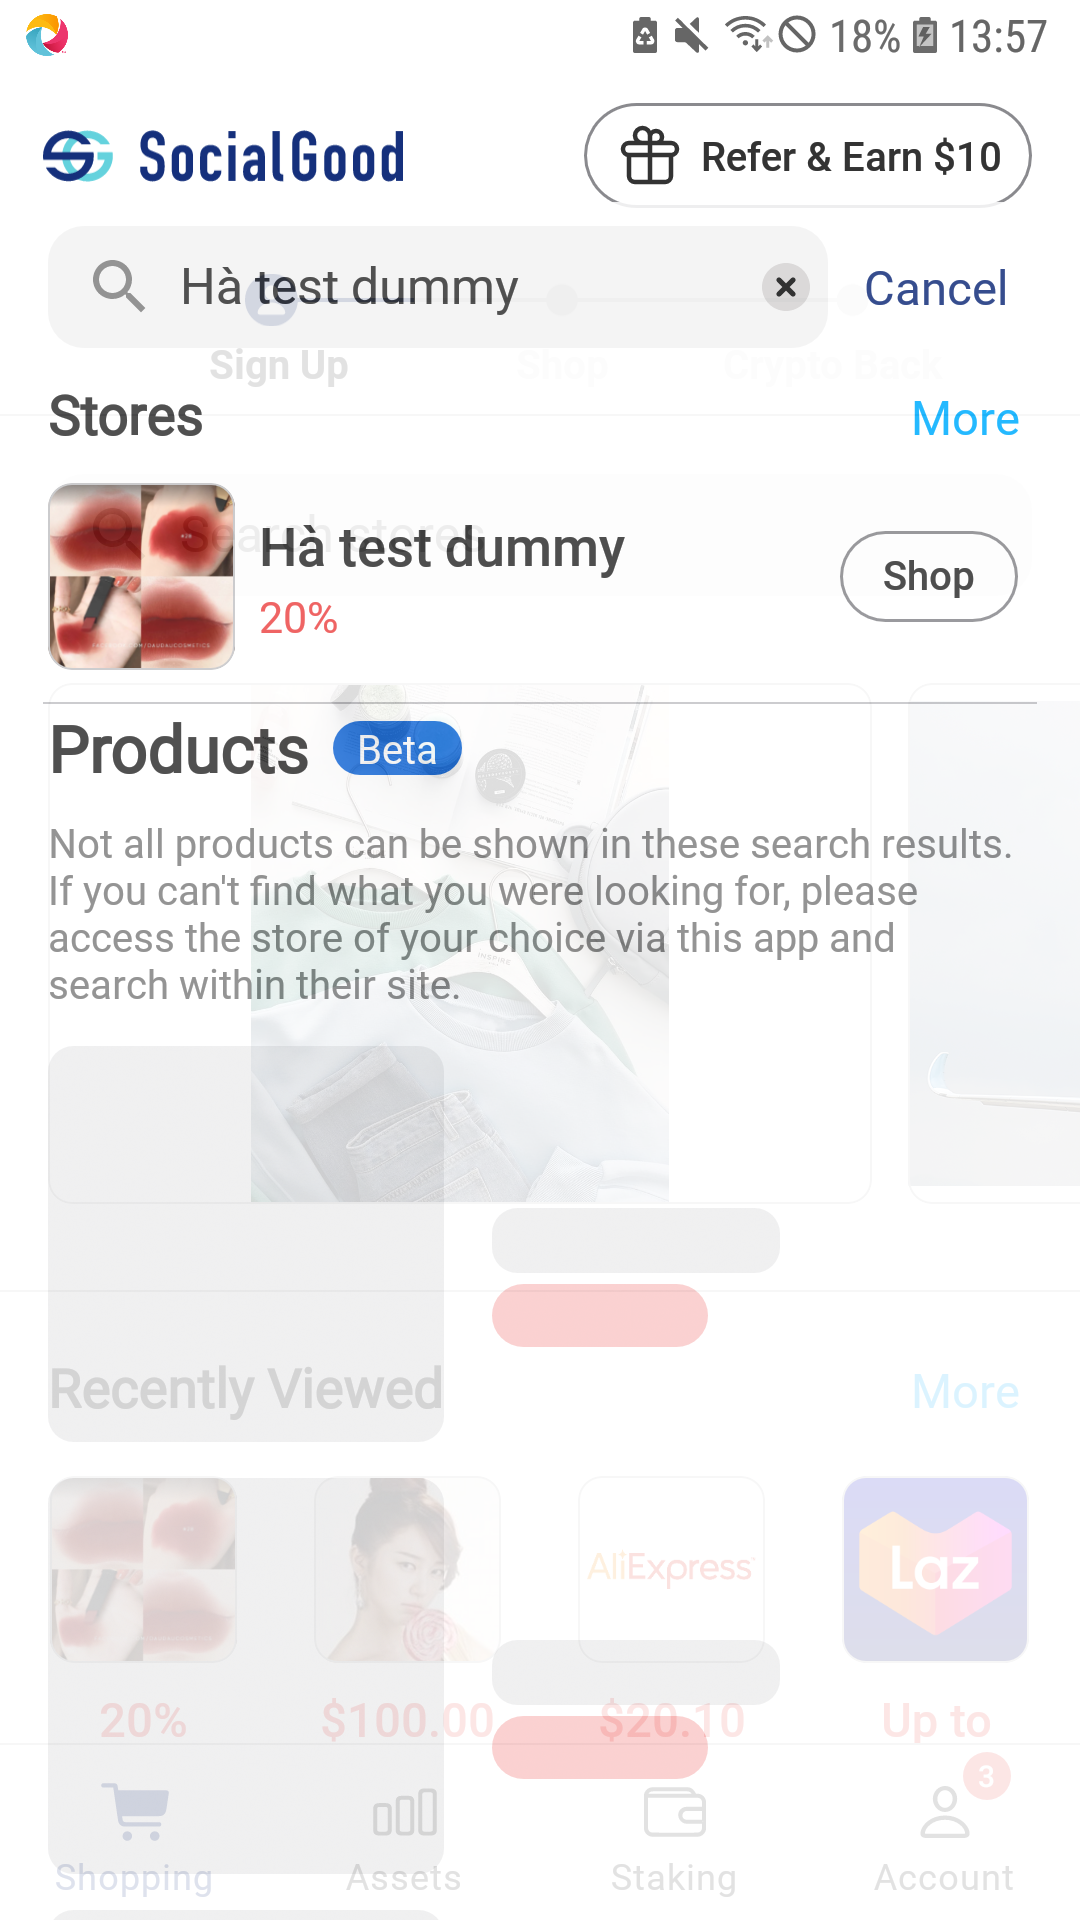 18% 13:57
SocialGood
Refer & Earn $10
Hà test dummy
Cancel
Sign Up Shop Crypto Back
Stores More
Search stores
Hà test dummy
20%
Shop
Products Beta
Not all products can be shown in these search results.
If you can't find what you were looking for, please
access the store of your choice via this app and
search within their site.
INSPIRE
Recently Viewed More
AliExpress
Laz
20% $100.00 $20.10 Up to
3
Shopping Assets Staking Account